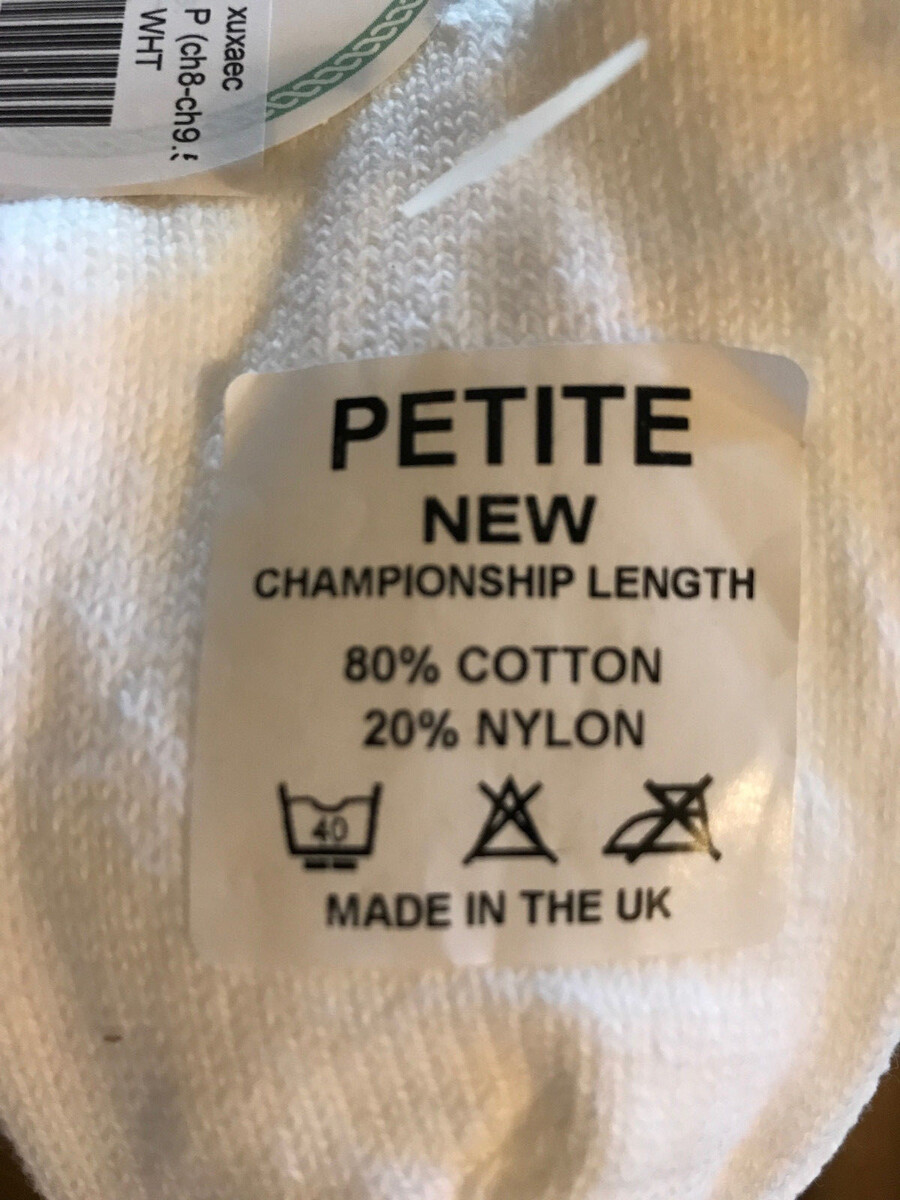 xuxaec
P (ch8-ch9.
WHT
PETITE
NEW
CHAMPIONSHIP LENGTH
80% COTTON
20% NYLON
40
MADE IN THE UK